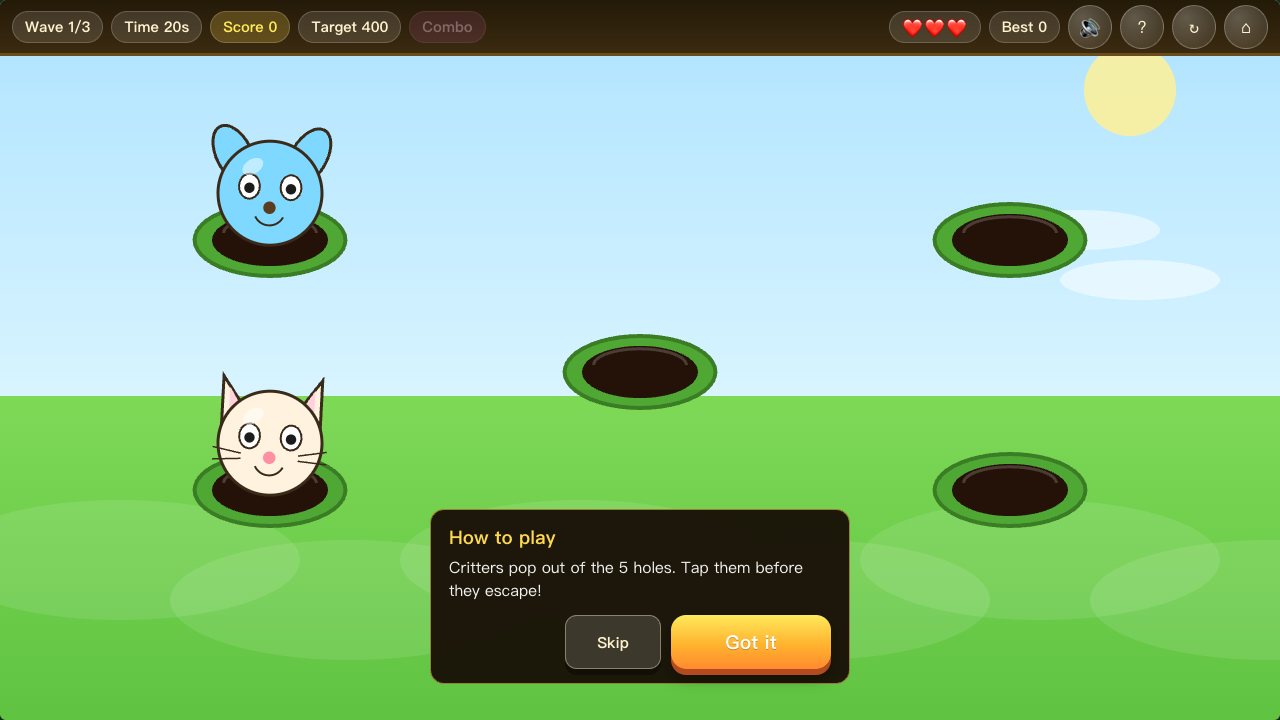 Wave 1/3 Time 20s Score 0 Target 400 Combo Best 0 ?
How to play
Critters pop out of the 5 holes. Tap them before
they escape!
Skip Got it